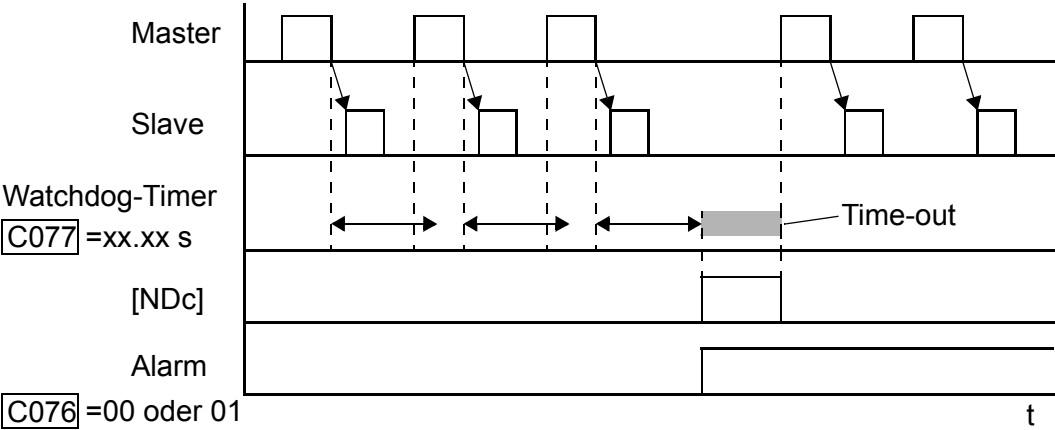 Master
Slave
Watchdog-Timer
C077 =xx.xx s
Time-out
[NDc]
Alarm
C076 =00 oder 01
t